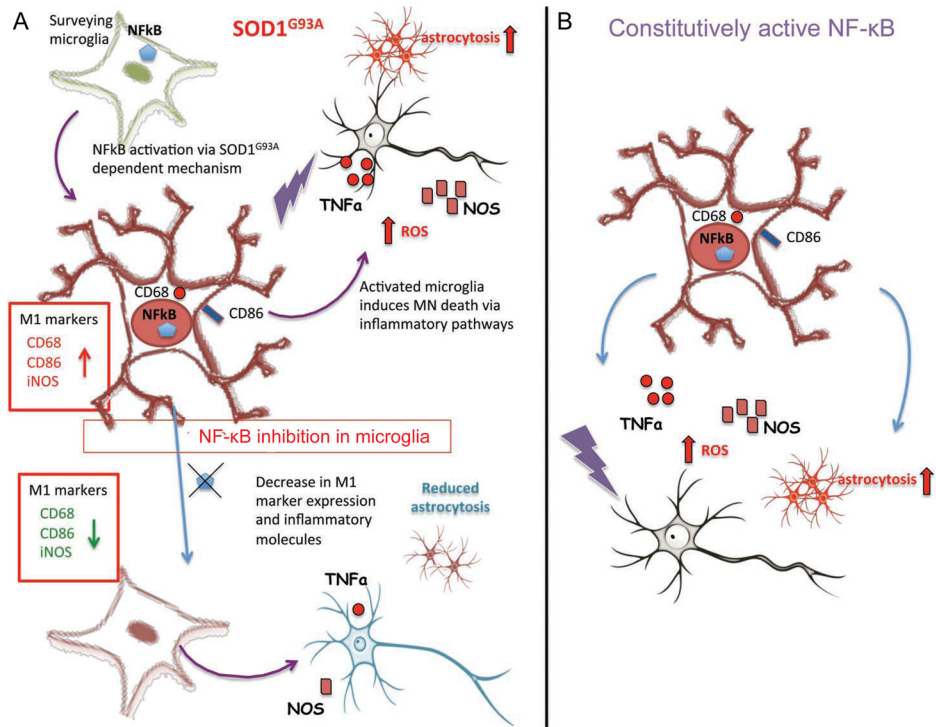 A
Surveying
microglia
NFkB
SOD1G93A
astrocytosis
NFkB activation via SOD1G93A
dependent mechanism
TNFα
NOS
ROS
CD68
NFkB
CD86
Activated microglia
induces MN death via
inflammatory pathways
M1 markers
CD68
CD86
iNOS
NF-κB inhibition in microglia
M1 markers
CD68
CD86
iNOS
Decrease in M1
marker expression
and inflammatory
molecules
Reduced
astrocytosis
TNFα
NOS
B
Constitutively active NF-κB
CD68
NFkB
CD86
TNFα
NOS
ROS
astrocytosis